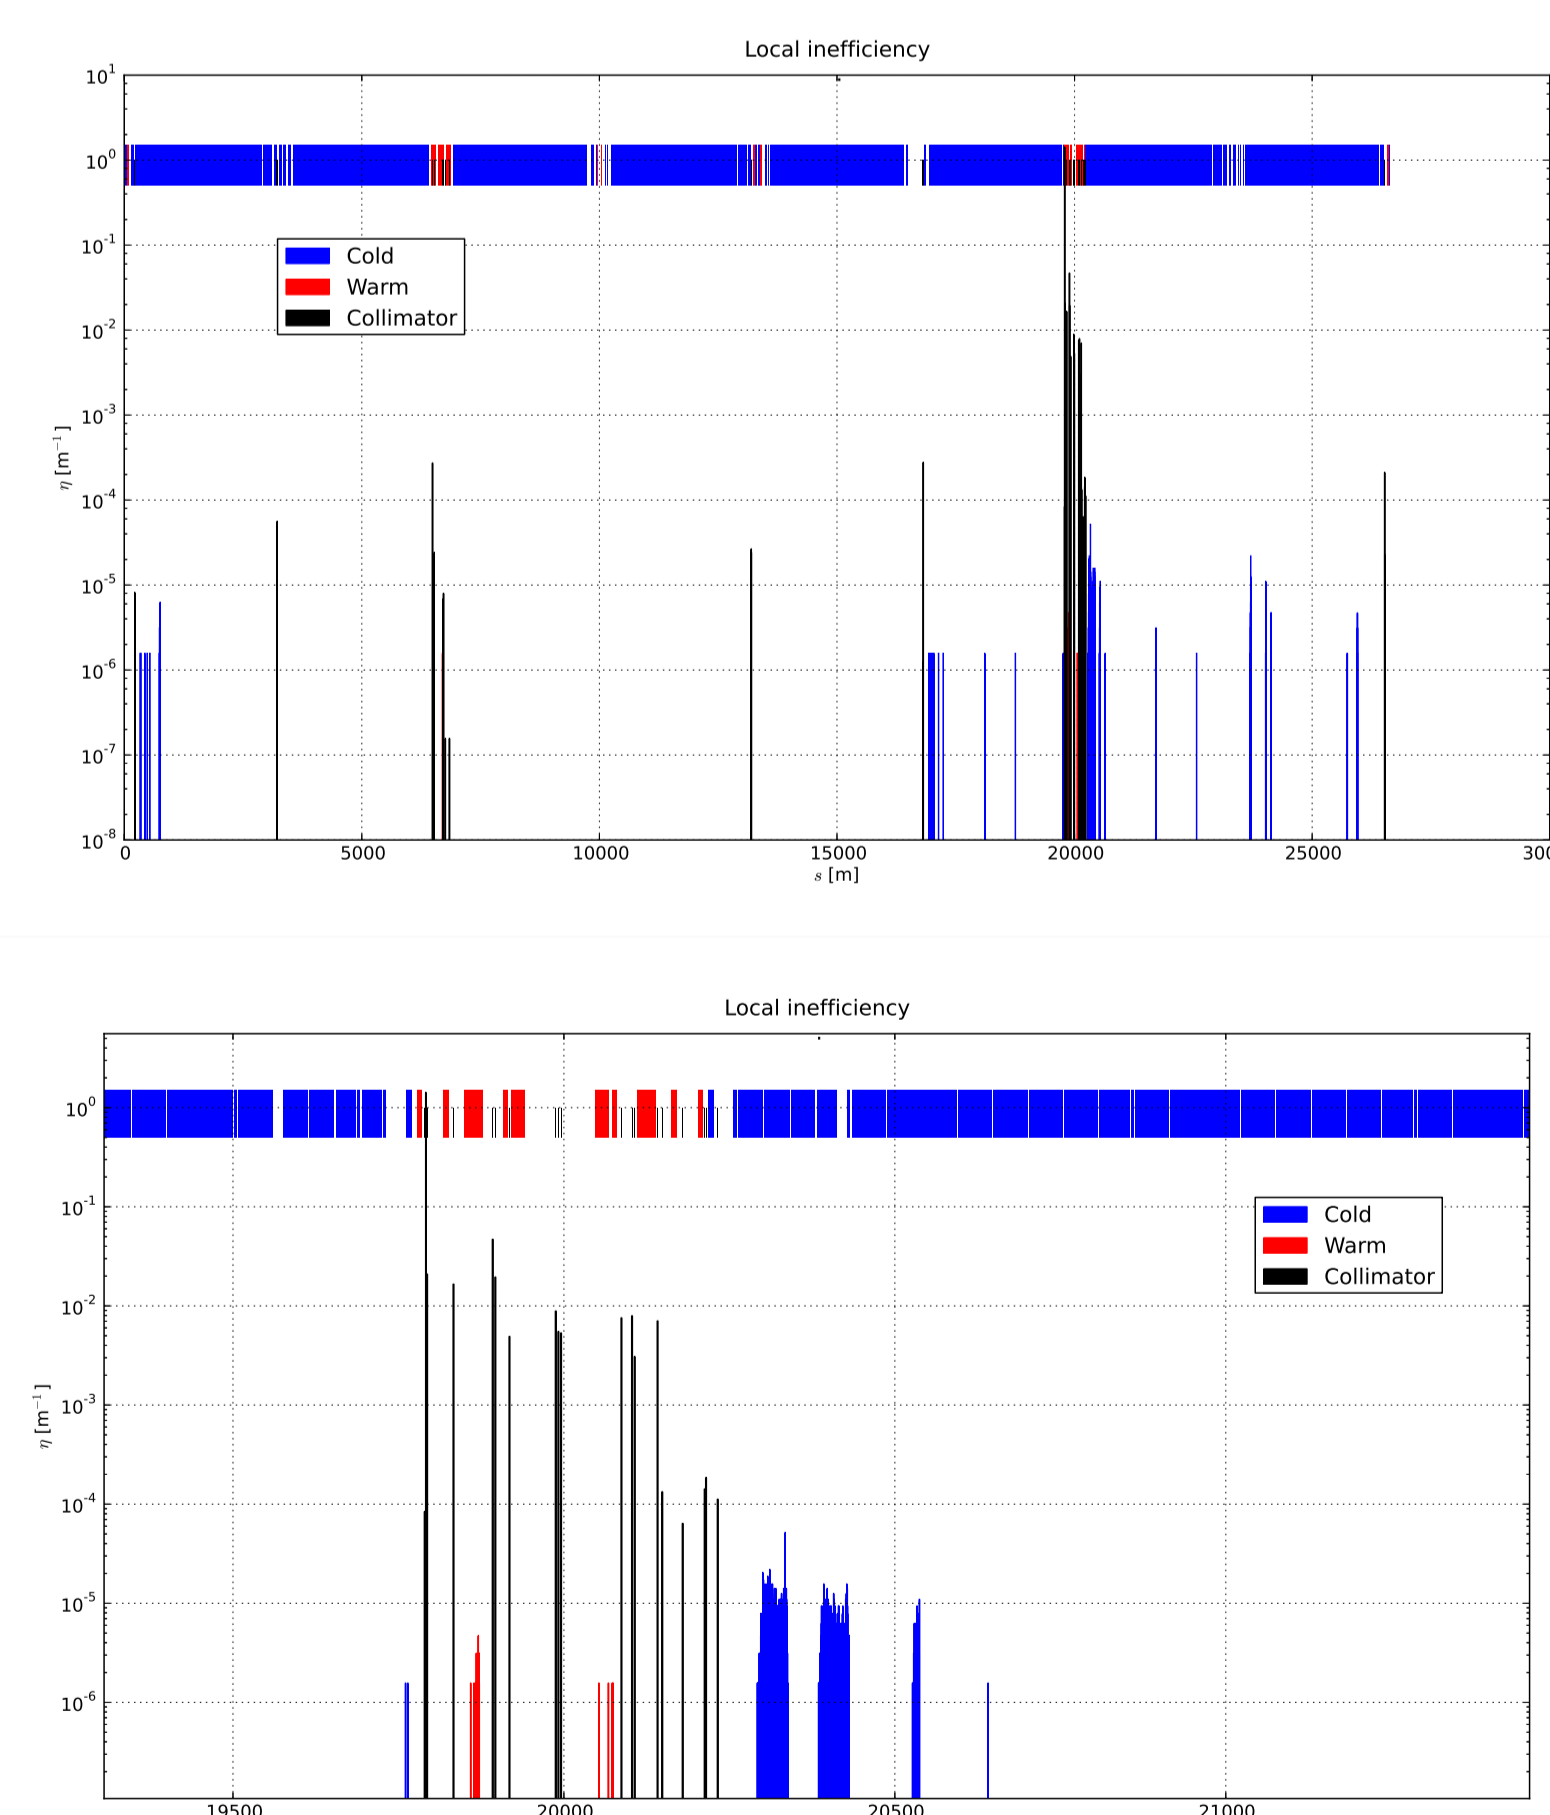 Local inefficiency
10^1
10^0
10^-1
10^-2
10^-3
10^-4
10^-5
10^-6
10^-7
10^-8
η [m^−1]
Cold
Warm
Collimator
0 5000 10000 15000 20000 25000 300
s [m]
Local inefficiency
10^0
10^-1
10^-2
10^-3
10^-4
10^-5
10^-6
η [m^−1]
Cold
Warm
Collimator
19500 20000 20500 21000